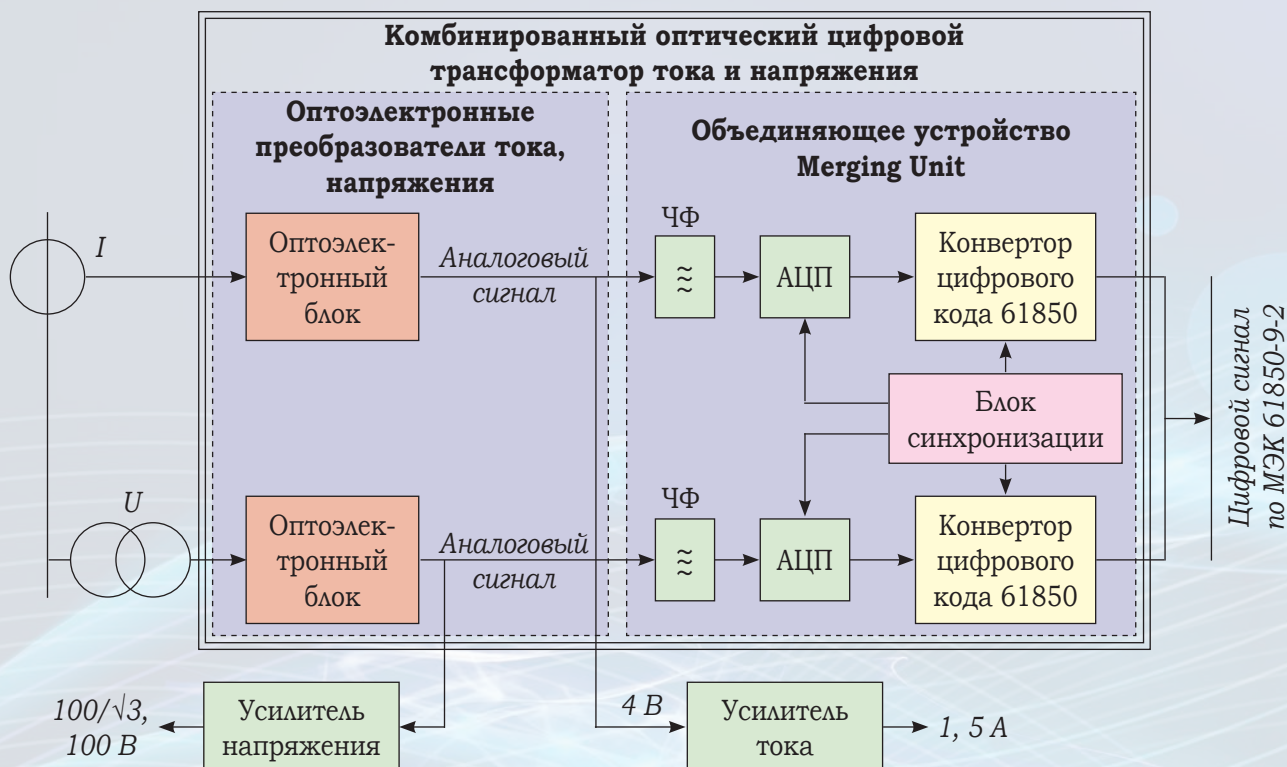 Комбинированный оптический цифровой
трансформатор тока и напряжения
Оптоэлектронные
преобразователи тока,
напряжения
Объединяющее устройство
Merging Unit
I
Оптоэлек-
тронный
блок
Аналоговый
сигнал
ЧФ
≈
~
АЦП
Конвертор
цифрового
кода 61850
Блок
синхронизации
U
Оптоэлек-
тронный
блок
Аналоговый
сигнал
ЧФ
≈
~
АЦП
Конвертор
цифрового
кода 61850
Цифровой сигнал
по МЭК 61850-9-2
100/√3,
100 В
Усилитель
напряжения
4 В
Усилитель
тока
1, 5 А